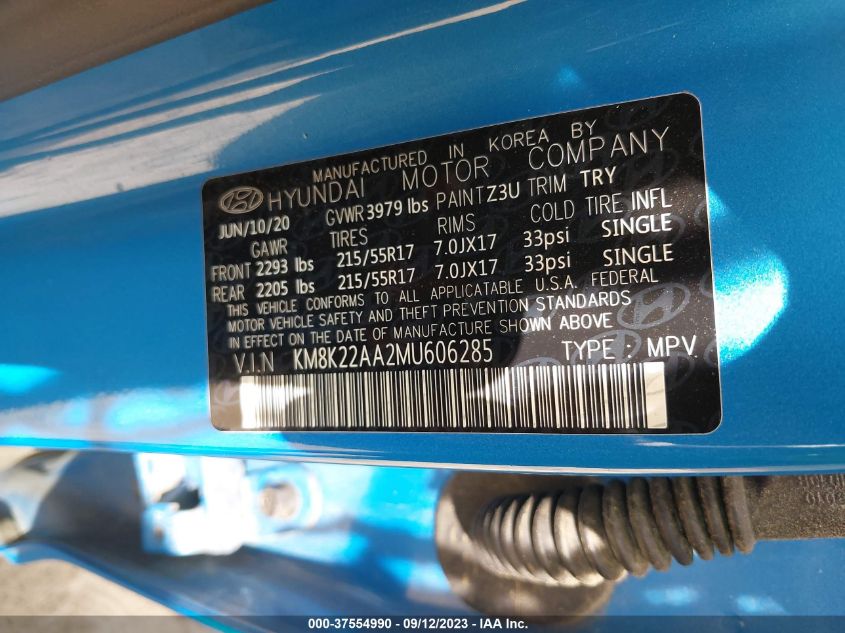 MANUFACTURED IN KOREA BY
HYUNDAI MOTOR COMPANY
JUN/10/20 GVWR 3979 lbs PAINT Z3U TRIM TRY
GAWR TIRES RIMS COLD TIRE INFL
FRONT 2293 lbs 215/55R17 7.0JX17 33psi SINGLE
REAR 2205 lbs 215/55R17 7.0JX17 33psi SINGLE
THIS VEHICLE CONFORMS TO ALL APPLICATABLE U.S.A. FEDERAL
MOTOR VEHICLE SAFETY AND THEFT PREVENTION STANDARDS
IN EFFECT ON THE DATE OF MANUFACTURE SHOWN ABOVE
V.I.N KM8K22AA2MU606285 TYPE : MPV
000-37554990 - 09/12/2023 - IAA Inc.